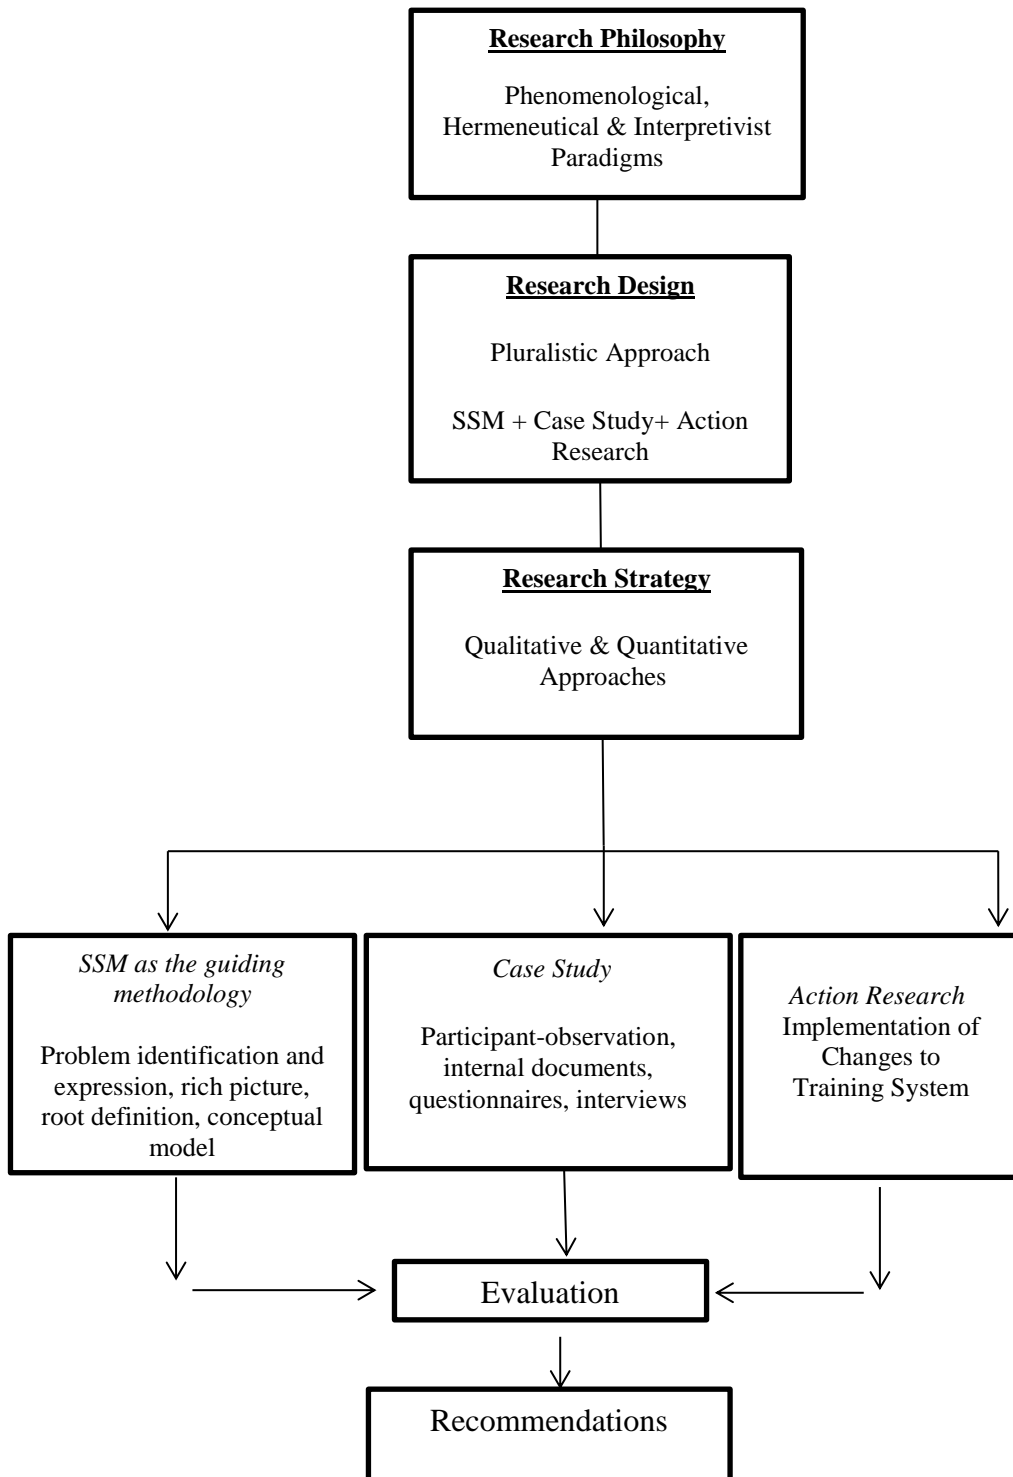 Research Philosophy
Phenomenological,
Hermeneutical & Interpretivist
Paradigms
Research Design
Pluralistic Approach
SSM + Case Study+ Action
Research
Research Strategy
Qualitative & Quantitative
Approaches
SSM as the guiding
methodology
Problem identification and
expression, rich picture,
root definition, conceptual
model
Case Study
Participant-observation,
internal documents,
questionnaires, interviews
Action Research
Implementation of
Changes to
Training System
Evaluation
Recommendations